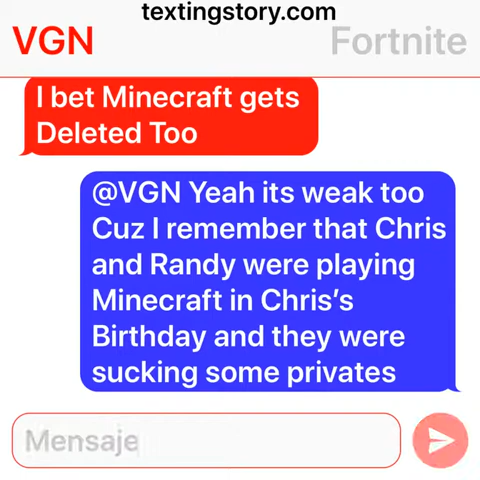 textingstory.com
VGN Fortnite
I bet Minecraft gets
Deleted Too
@VGN Yeah its weak too
Cuz I remember that Chris
and Randy were playing
Minecraft in Chris's
Birthday and they were
sucking some privates
Mensaje